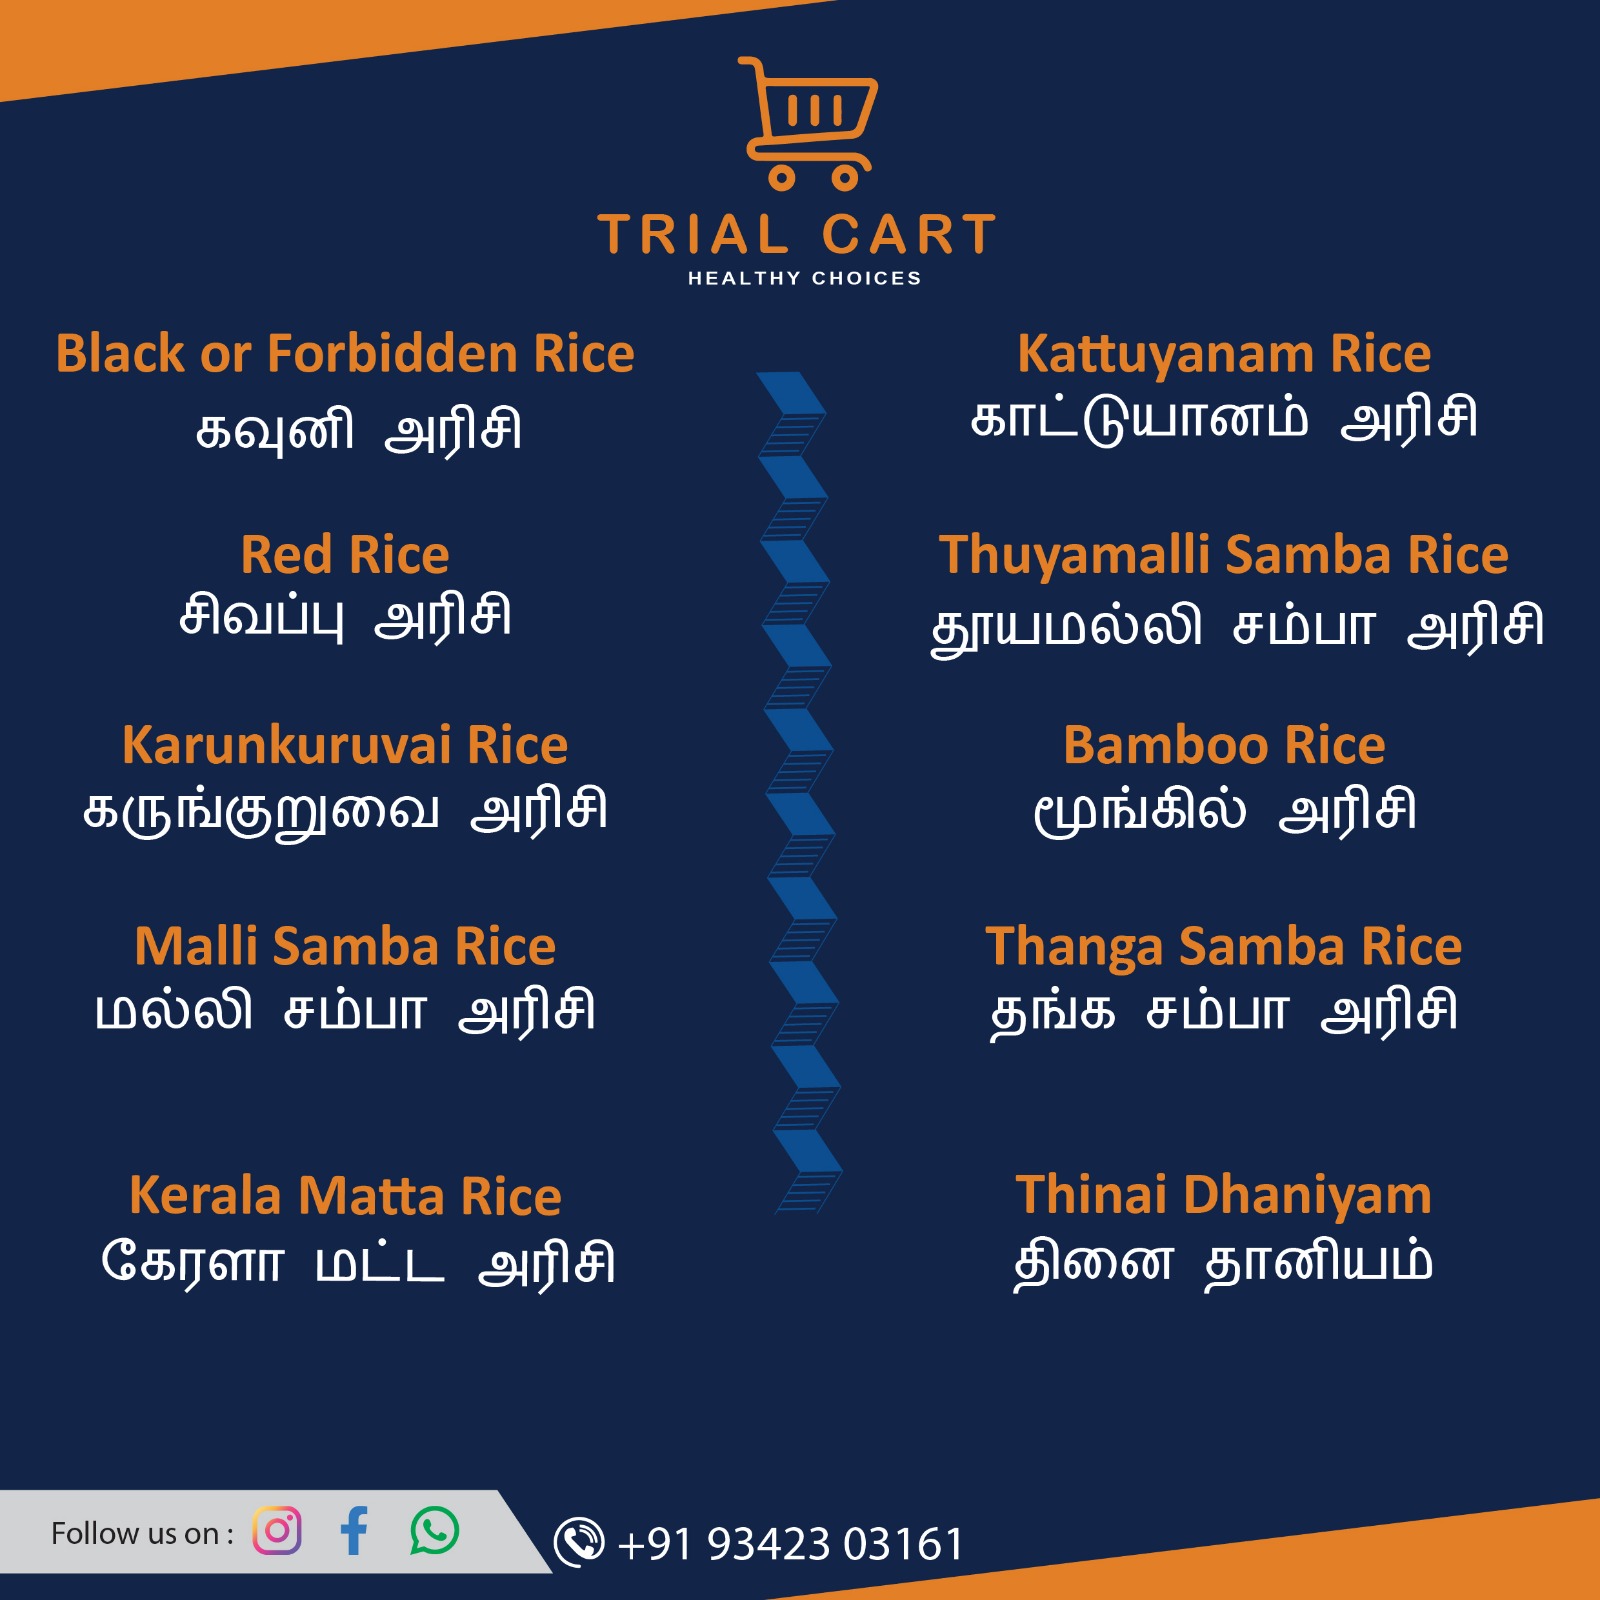 TRIAL CART
HEALTHY CHOICES
Black or Forbidden Rice
கவுனி அரிசி
Red Rice
சிவப்பு அரிசி
Karunkuruvai Rice
கருங்குறுவை அரிசி
Malli Samba Rice
மல்லி சம்பா அரிசி
Kerala Matta Rice
கேரளா மட்ட அரிசி
Kattuyanam Rice
காட்டுயானம் அரிசி
Thuyamalli Samba Rice
தூயமல்லி சம்பா அரிசி
Bamboo Rice
மூங்கில் அரிசி
Thanga Samba Rice
தங்க சம்பா அரிசி
Thinai Dhaniyam
தினை தானியம்
Follow us on :
+91 93423 03161